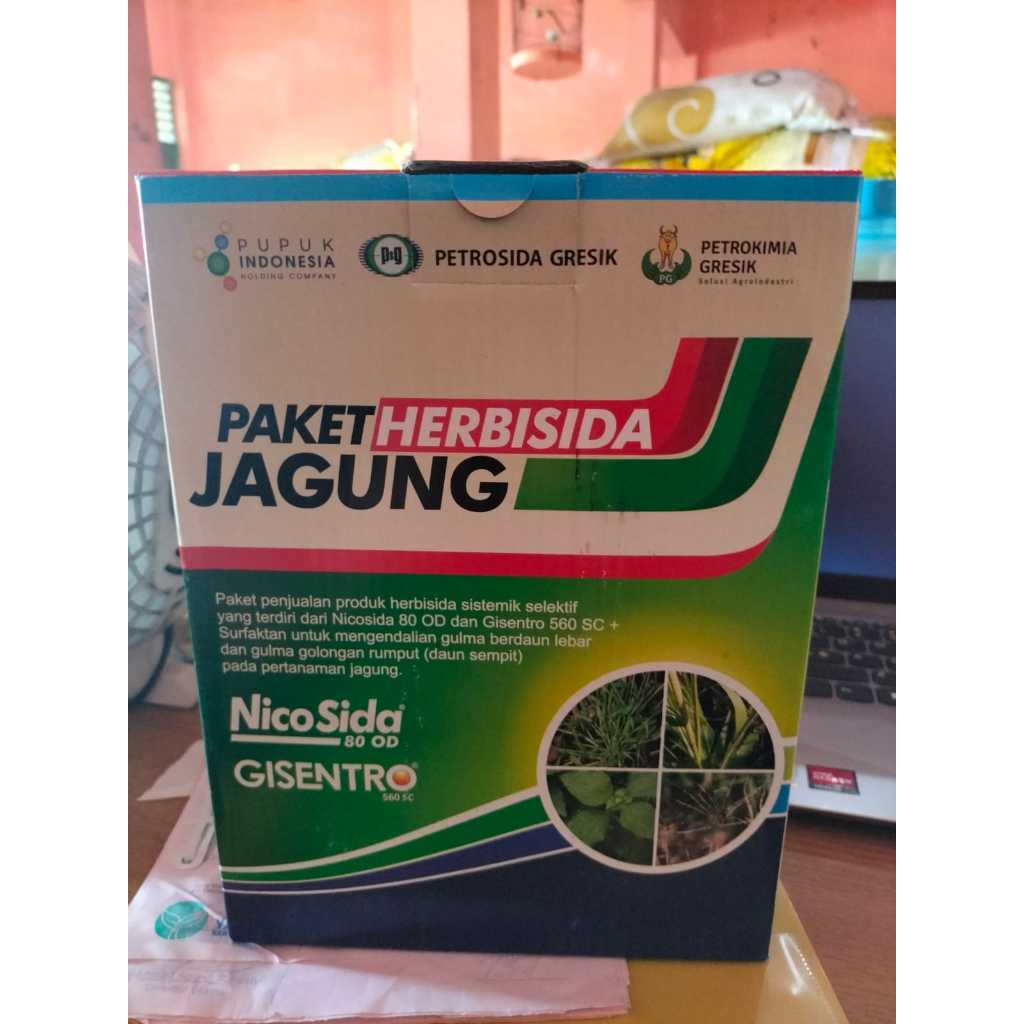 PUPUK
INDONESIA
HOLDING COMPANY
PETROSIDA GRESIK
PG
PETROKIMIA
GRESIK
Solusi Agroindustri
PAKET HERBISIDA
JAGUNG
Paket penjualan produk herbisida sistemik selektif
yang terdiri dari Nicosida 80 OD dan Gisentro 560 SC +
Surfaktan untuk mengendalian gulma berdaun lebar
dan gulma golongan rumput (daun sempit)
pada pertanaman jagung.
NicoSida®
80 OD
GISENTRO®
560 SC